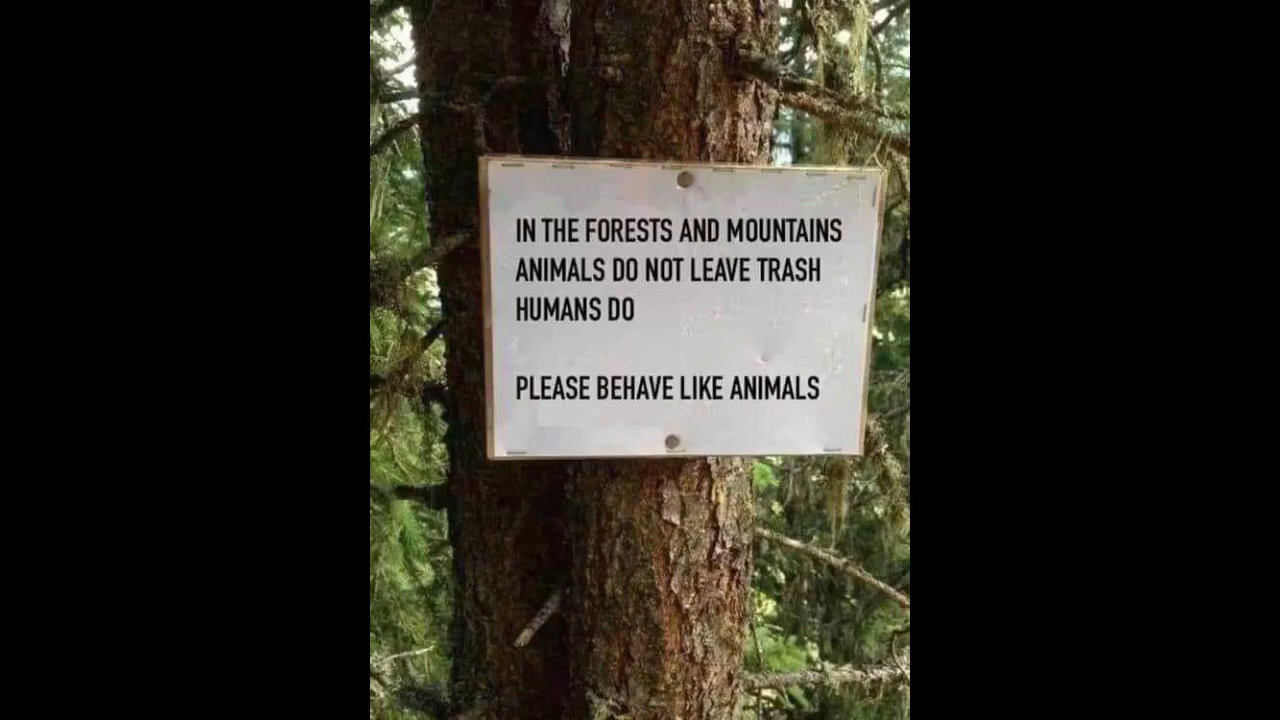 IN THE FORESTS AND MOUNTAINS
ANIMALS DO NOT LEAVE TRASH
HUMANS DO
PLEASE BEHAVE LIKE ANIMALS